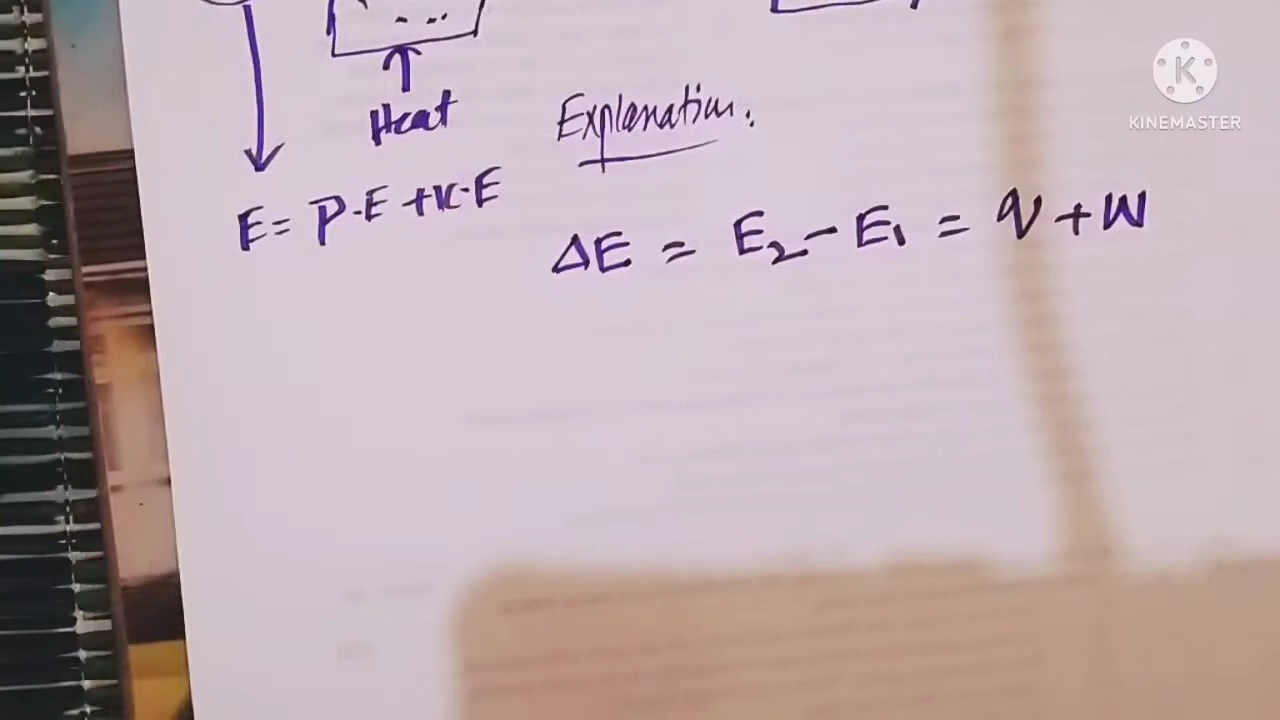 Heat
Explanation:
E = P.E + K.E
ΔE = E₂ - E₁ = q + w
K
KINEMASTER